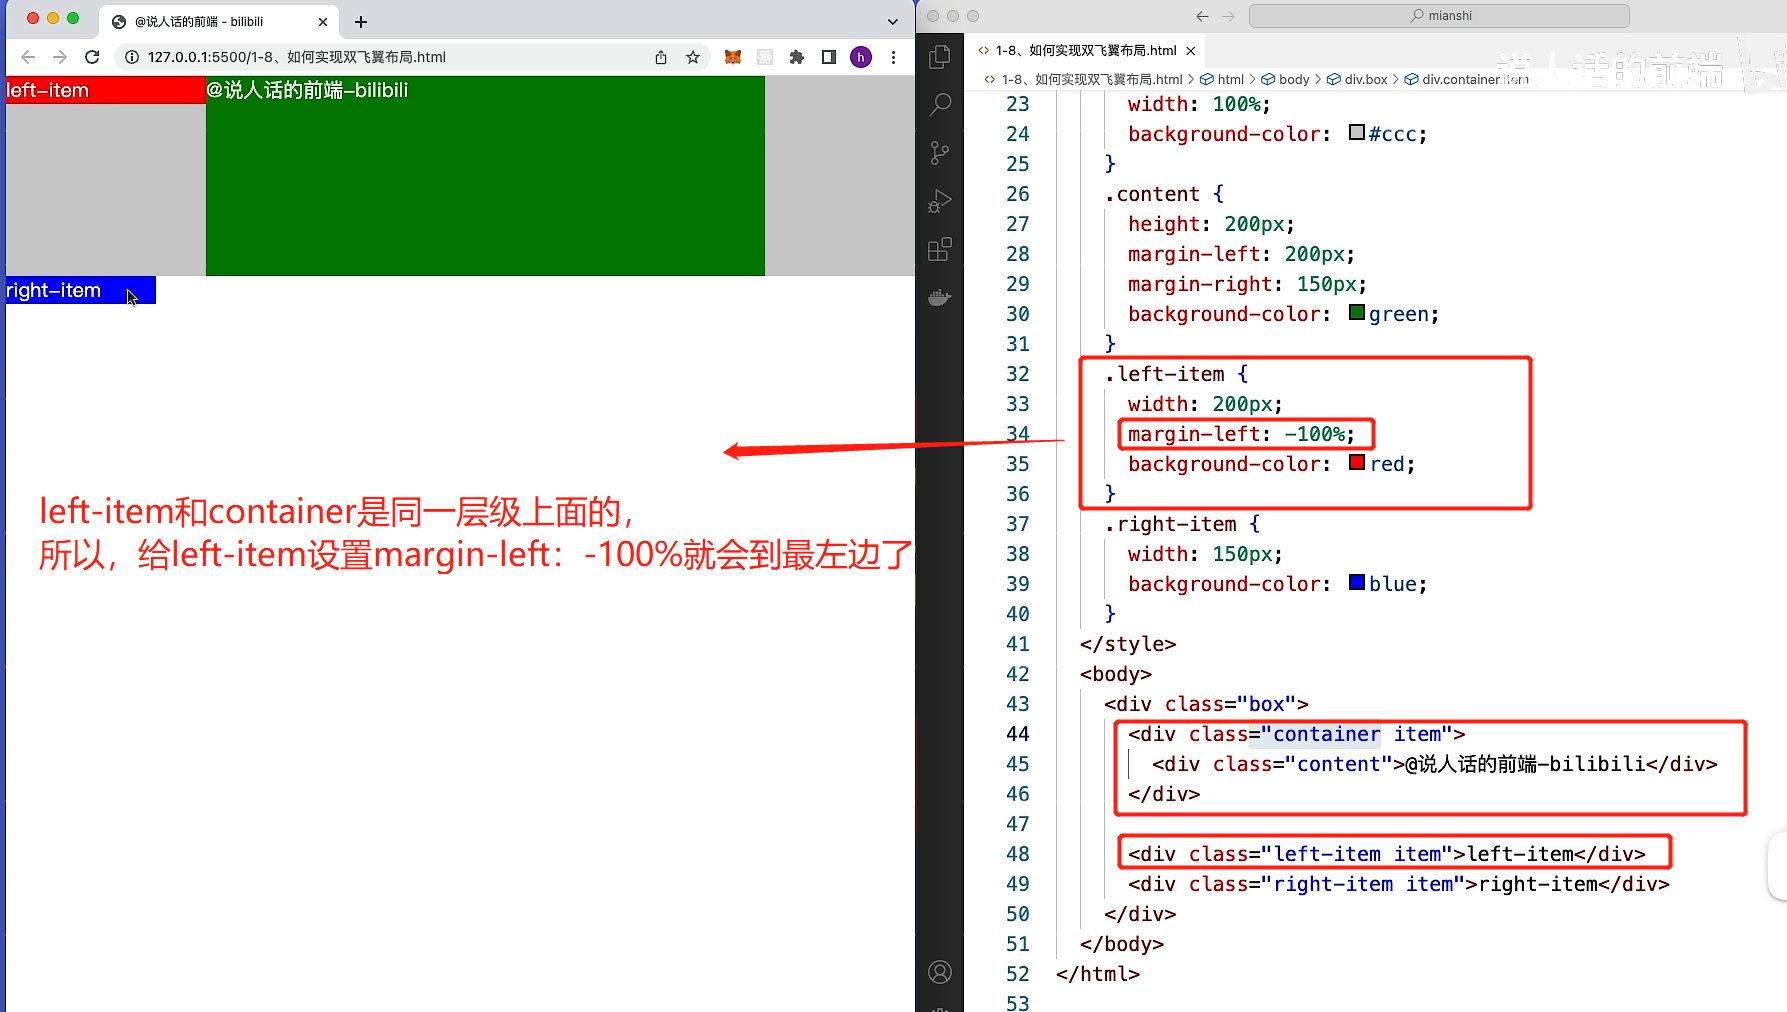 @说人话的前端 - bilibili
mianshi
127.0.0.1:5500/1-8、如何实现双飞翼布局.html
h
left-item
@说人话的前端-bilibili
right-item
left-item和container是同一层级上面的，
所以，给left-item设置margin-left：-100%就会到最左边了
1-8、如何实现双飞翼布局.html
说人话的前端
1-8、如何实现双飞翼布局.html > html > body > div.box > div.container.item
23 width: 100%;
24 background-color: #ccc;
25 }
26 .content {
27 height: 200px;
28 margin-left: 200px;
29 margin-right: 150px;
30 background-color: green;
31 }
32 .left-item {
33 width: 200px;
34 margin-left: -100%;
35 background-color: red;
36 }
37 .right-item {
38 width: 150px;
39 background-color: blue;
40 }
41 </style>
42 <body>
43 <div class="box">
44 <div class="container item">
45 <div class="content">@说人话的前端-bilibili</div>
46 </div>
47
48 <div class="left-item item">left-item</div>
49 <div class="right-item item">right-item</div>
50 </div>
51 </body>
52 </html>
53